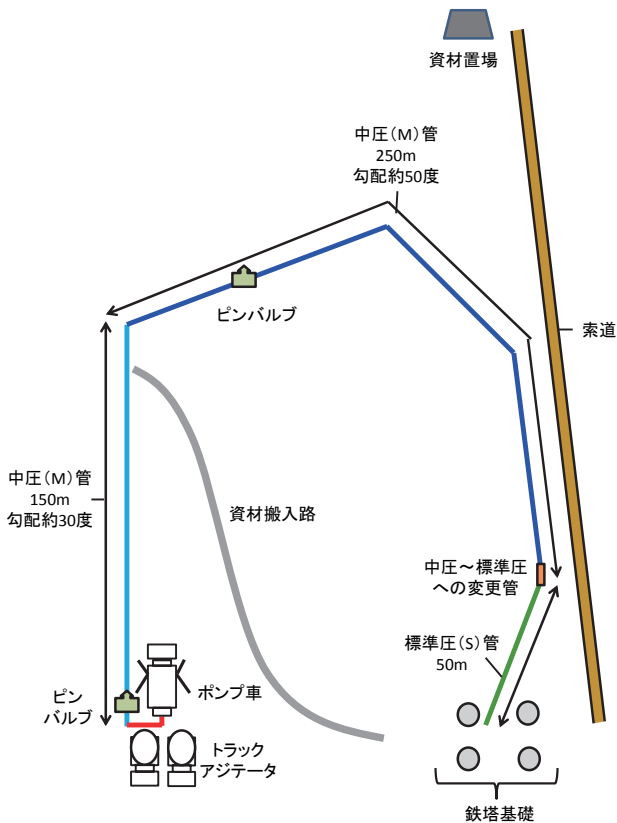 資材置場
中圧(M)管
250m
勾配約50度
ピンバルブ
索道
中圧(M)管
150m
勾配約30度
資材搬入路
中圧～標準圧
への変更管
標準圧(S)管
50m
ピン
バルブ
ポンプ車
トラック
アジテータ
鉄塔基礎